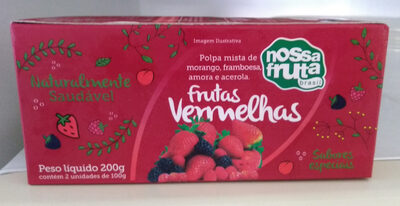 Imagem Ilustrativa
Polpa mista de
morango, framboesa,
amora e acerola.
nossa
fruta
brasil
Naturalmente
Saudável
frutas
Vermelhas
Peso líquido 200g
contém 2 unidades de 100g
Sabores
especiais